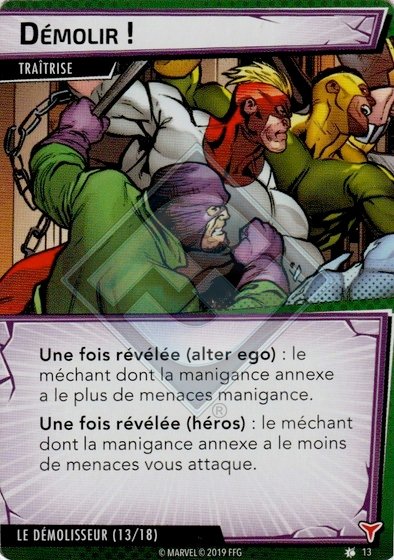 Démolir !
TRAÎTRISE
Une fois révélée (alter ego) : le
méchant dont la manigance annexe
a le plus de menaces manigance.
Une fois révélée (héros) : le méchant
dont la manigance annexe a le moins
de menaces vous attaque.
LE DÉMOLISSEUR (13/18)
© MARVEL © 2019 FFG
13